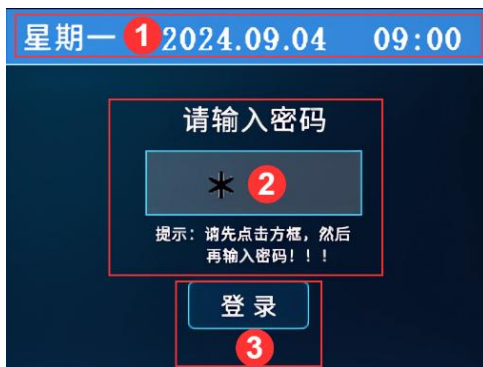 星期一 1 2024.09.04 09:00
请输入密码
* 2
提示：请先点击方框，然后
再输入密码！！！
登录
3